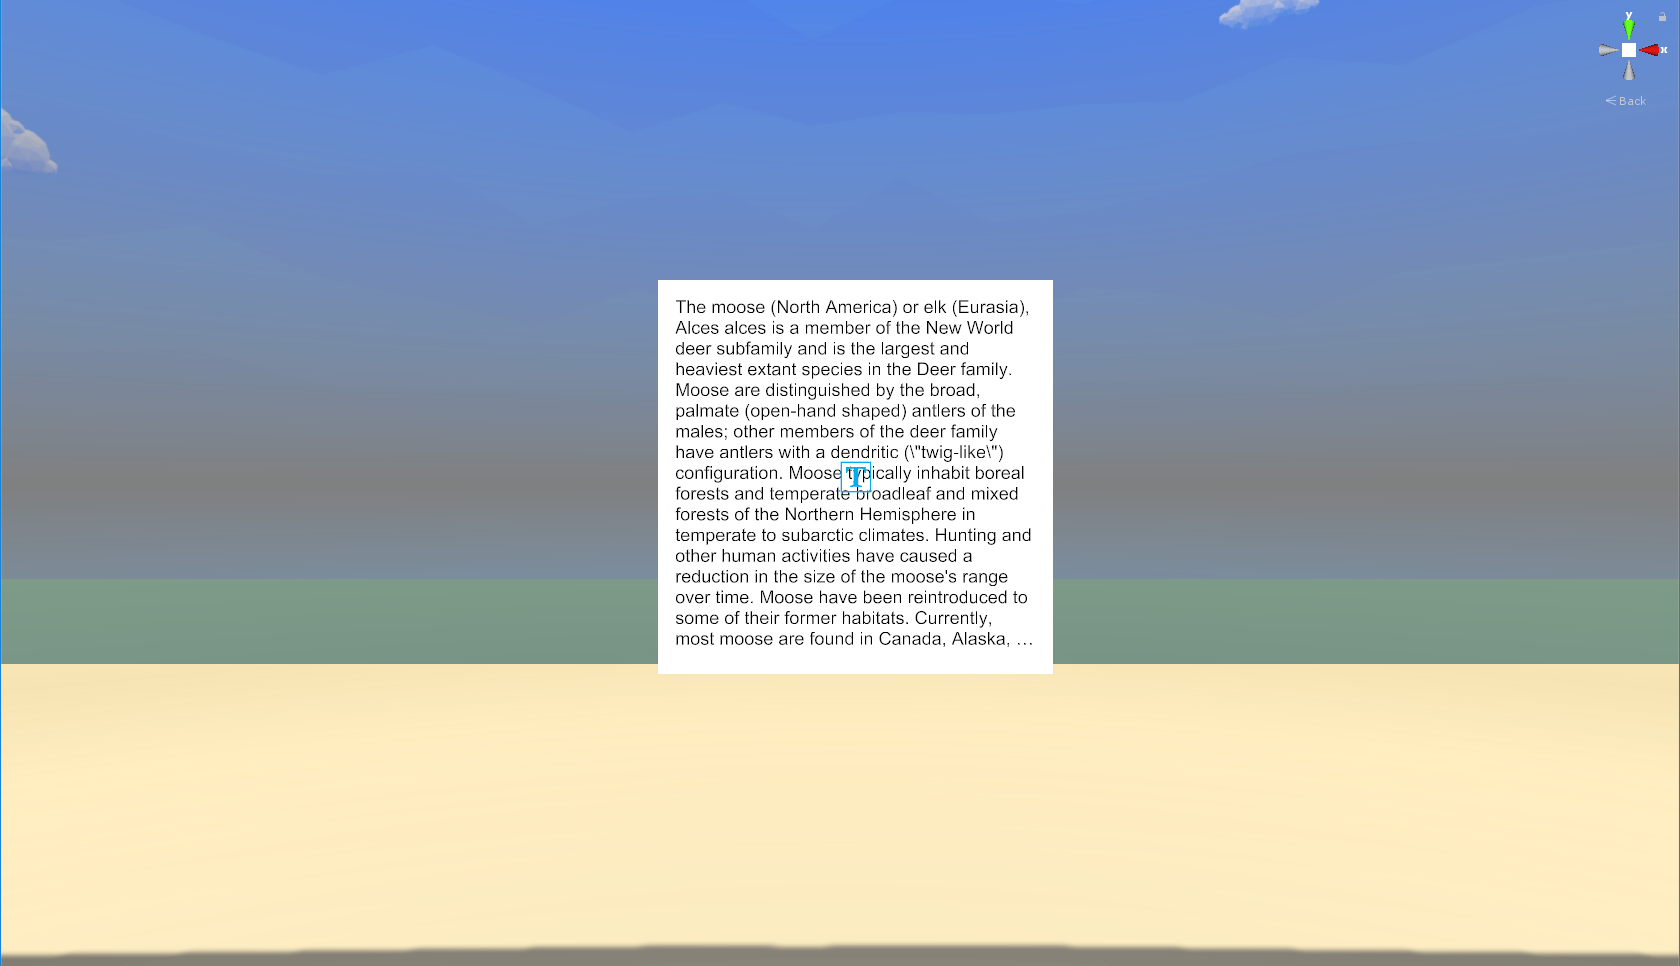 y
x
< Back
The moose (North America) or elk (Eurasia),
Alces alces is a member of the New World
deer subfamily and is the largest and
heaviest extant species in the Deer family.
Moose are distinguished by the broad,
palmate (open-hand shaped) antlers of the
males; other members of the deer family
have antlers with a dendritic (\"twig-like\")
configuration. Moose typically inhabit boreal
forests and temperate broadleaf and mixed
forests of the Northern Hemisphere in
temperate to subarctic climates. Hunting and
other human activities have caused a
reduction in the size of the moose's range
over time. Moose have been reintroduced to
some of their former habitats. Currently,
most moose are found in Canada, Alaska, …
T